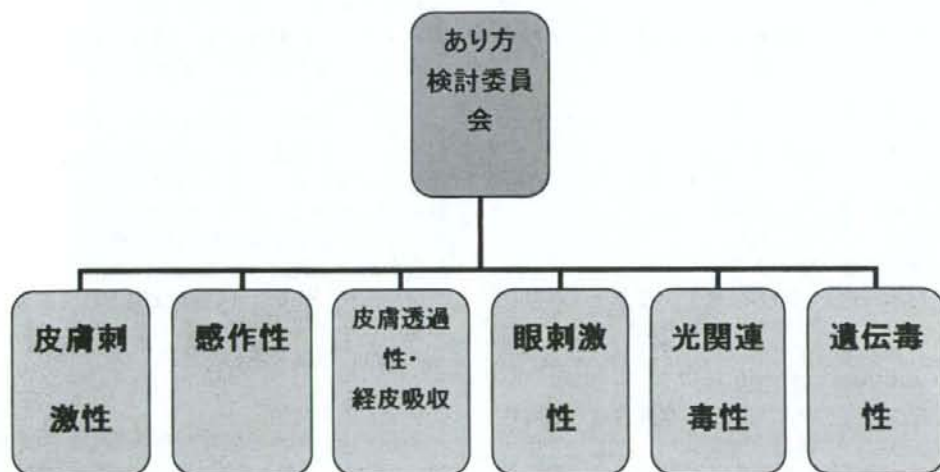 あり方
検討委員
会
皮膚刺
激性
感作性
皮膚透過
性・
経皮吸収
眼刺激
性
光関連
毒性
遺伝毒
性